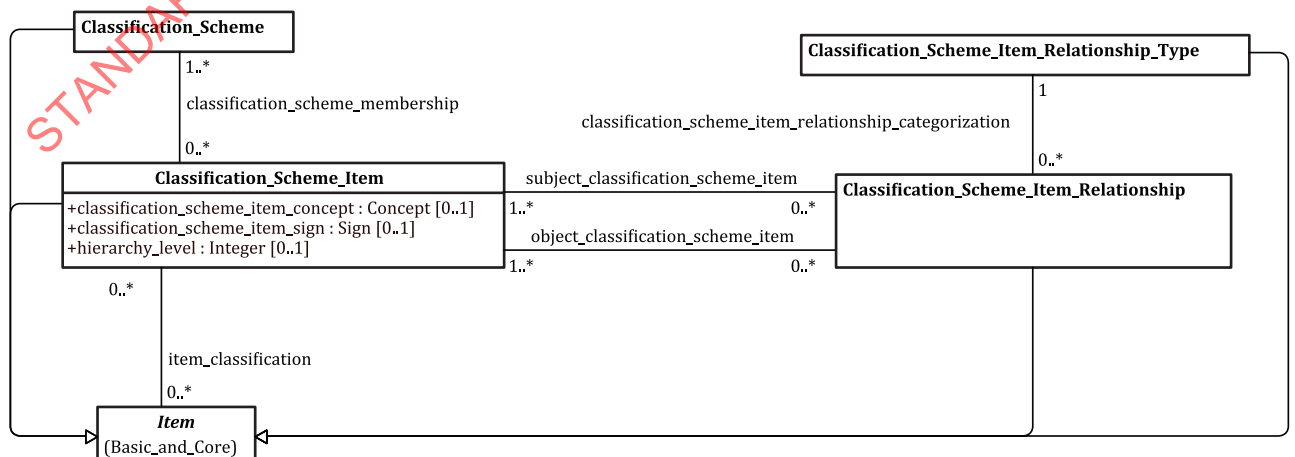 Classification_Scheme
STANDAR
Classification_Scheme_Item_Relationship_Type
1..*
1
classification_scheme_membership
classification_scheme_item_relationship_categorization
0..*
0..*
Classification_Scheme_Item
subject_classification_scheme_item
Classification_Scheme_Item_Relationship
+classification_scheme_item_concept : Concept [0..1]
1..*
0..*
+classification_scheme_item_sign : Sign [0..1]
object_classification_scheme_item
+hierarchy_level : Integer [0..1]
1..*
0..*
0..*
item_classification
0..*
Item
(Basic_and_Core)